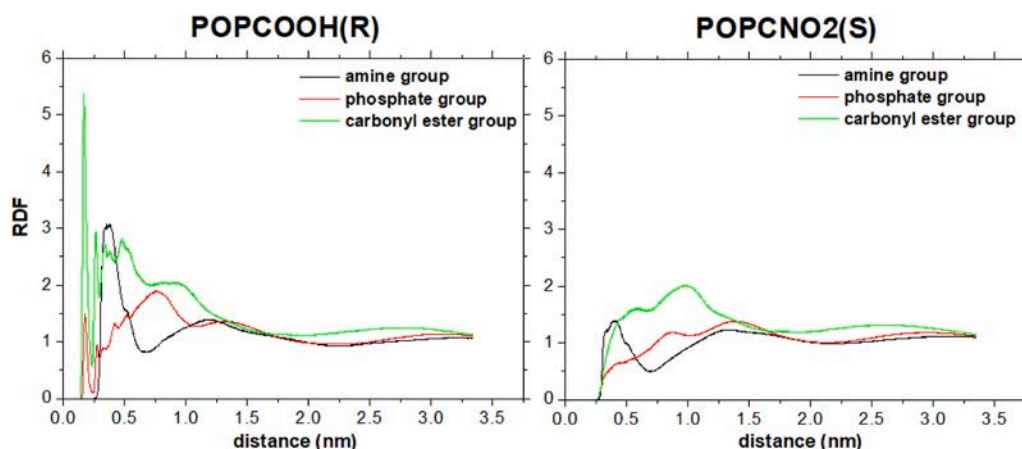 POPCOOH(R)
RDF
6
5
4
3
2
1
0
amine group
phosphate group
carbonyl ester group
0.0 0.5 1.0 1.5 2.0 2.5 3.0 3.5
distance (nm)
POPCNO2(S)
6
5
4
3
2
1
0
amine group
phosphate group
carbonyl ester group
0.0 0.5 1.0 1.5 2.0 2.5 3.0 3.5
distance (nm)